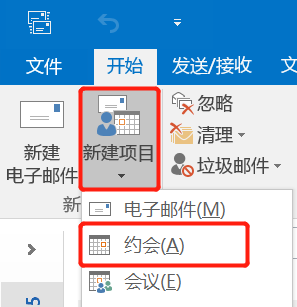 文件 开始 发送/接收 文
新建
电子邮件
新建项目
忽略
清理
垃圾邮件
新
电子邮件(M)
约会(A)
会议(E)